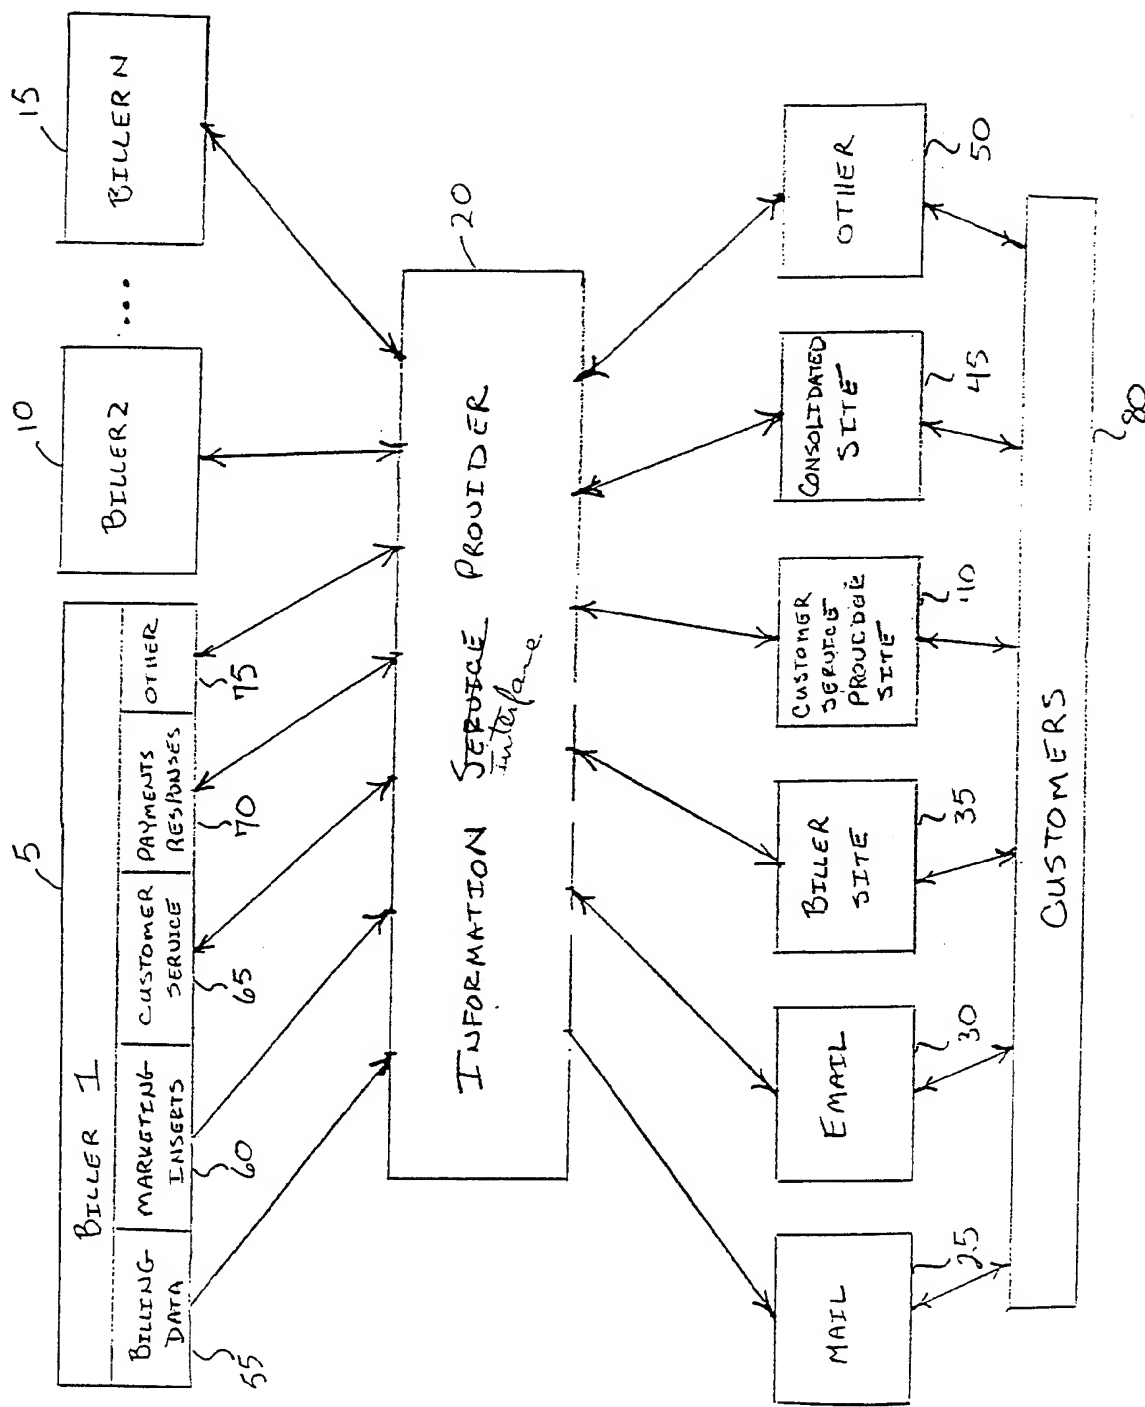 5
10
15
BILLER 1
BILLER 2
...
BILLER N
BILLING
DATA
MARKETING
INSERTS
CUSTOMER
SERVICE
PAYMENTS
RESPONSES
OTHER
55
60
65
70
75
20
INFORMATION SERVICE PROVIDER
interface
MAIL
EMAIL
BILLER
SITE
CUSTOMER
SERVICE
PROVIDER
SITE
CONSOLIDATED
SITE
OTHER
25
30
35
40
45
50
CUSTOMERS
80